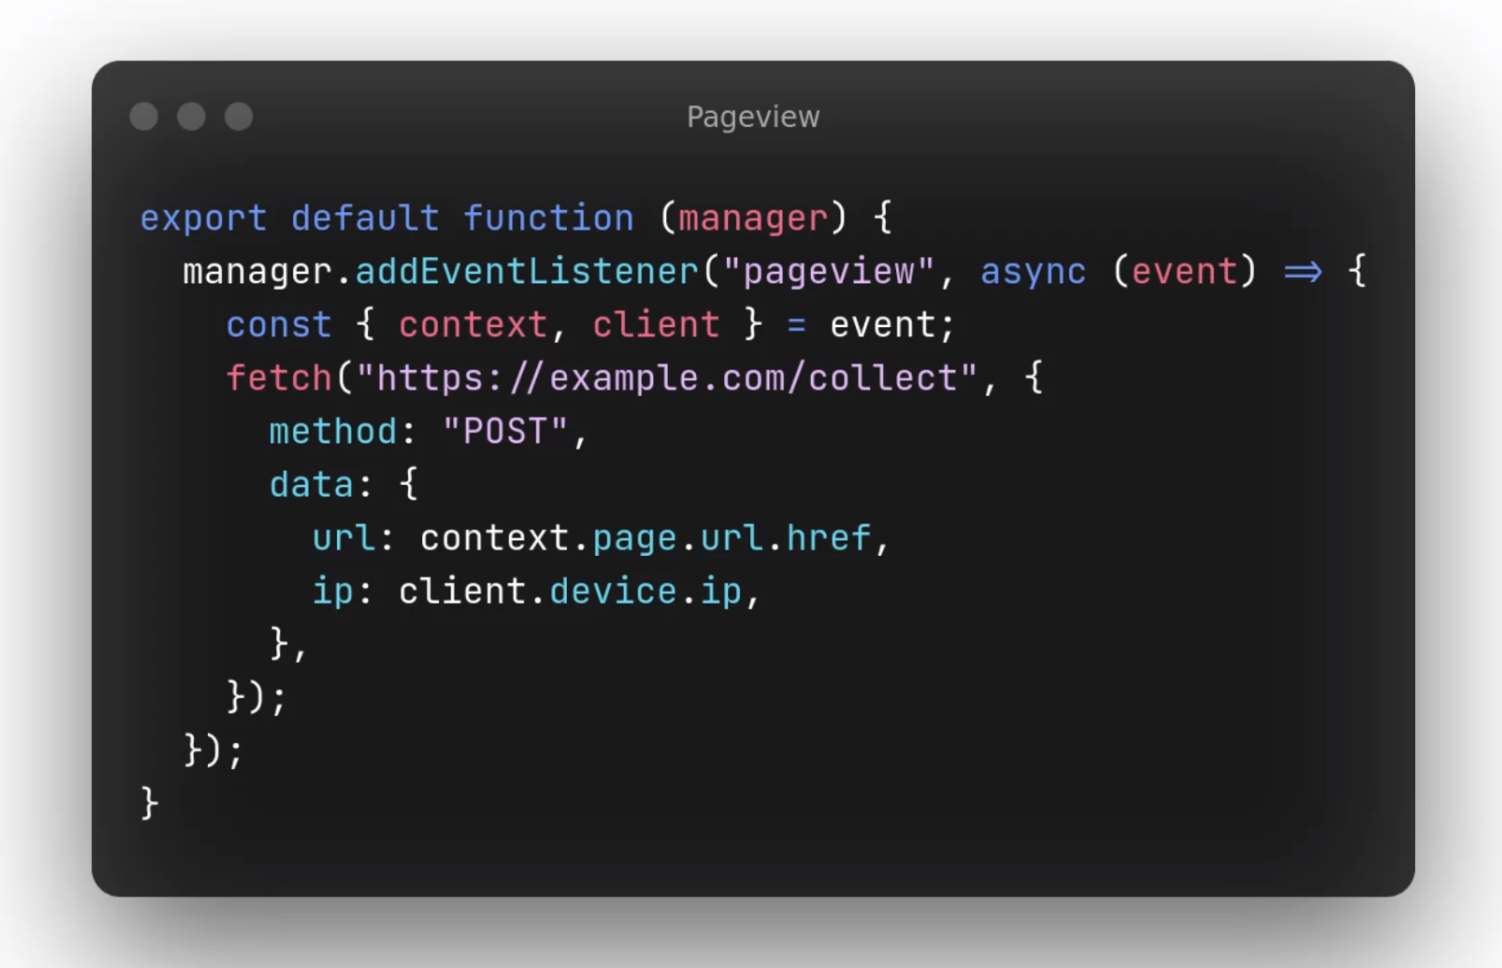 Pageview
export default function (manager) {
  manager.addEventListener("pageview", async (event) => {
    const { context, client } = event;
    fetch("https://example.com/collect", {
      method: "POST",
      data: {
        url: context.page.url.href,
        ip: client.device.ip,
      },
    });
  });
}